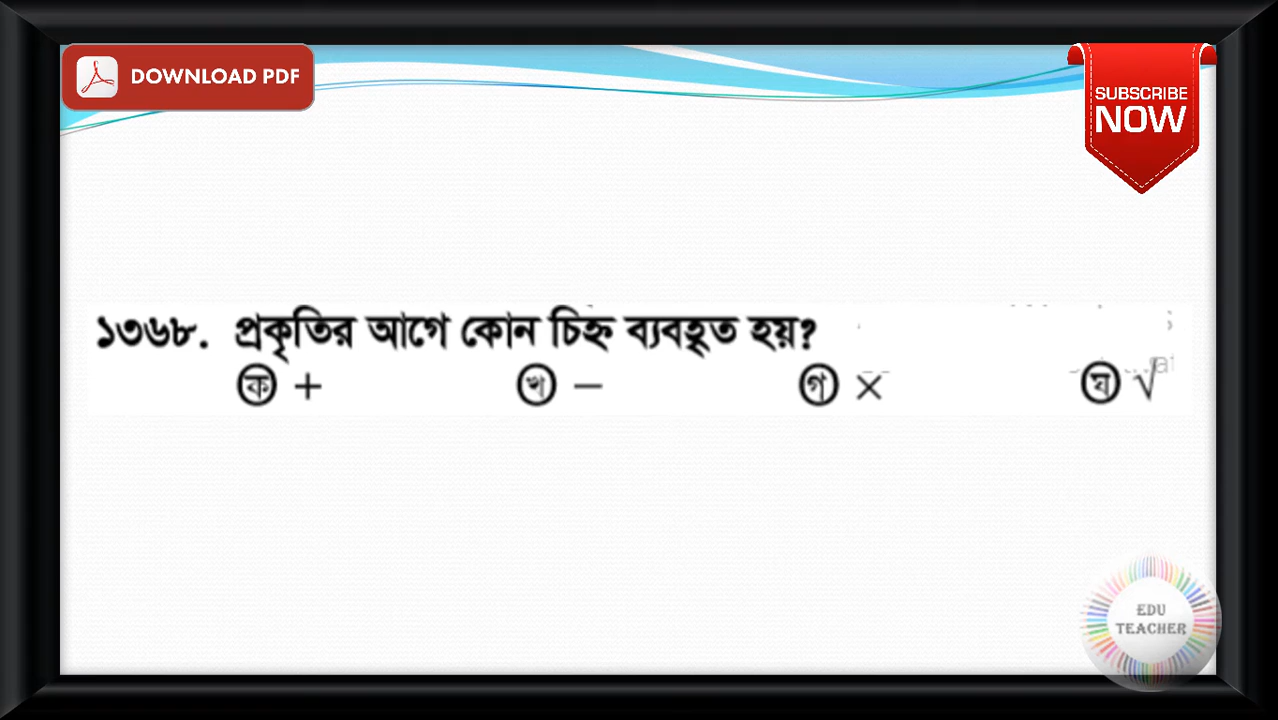 DOWNLOAD PDF
SUBSCRIBE
NOW
১৩৬৮. প্রকৃতির আগে কোন চিহ্ন ব্যবহৃত হয়?
ক + খ − গ × ঘ √
EDU
TEACHER